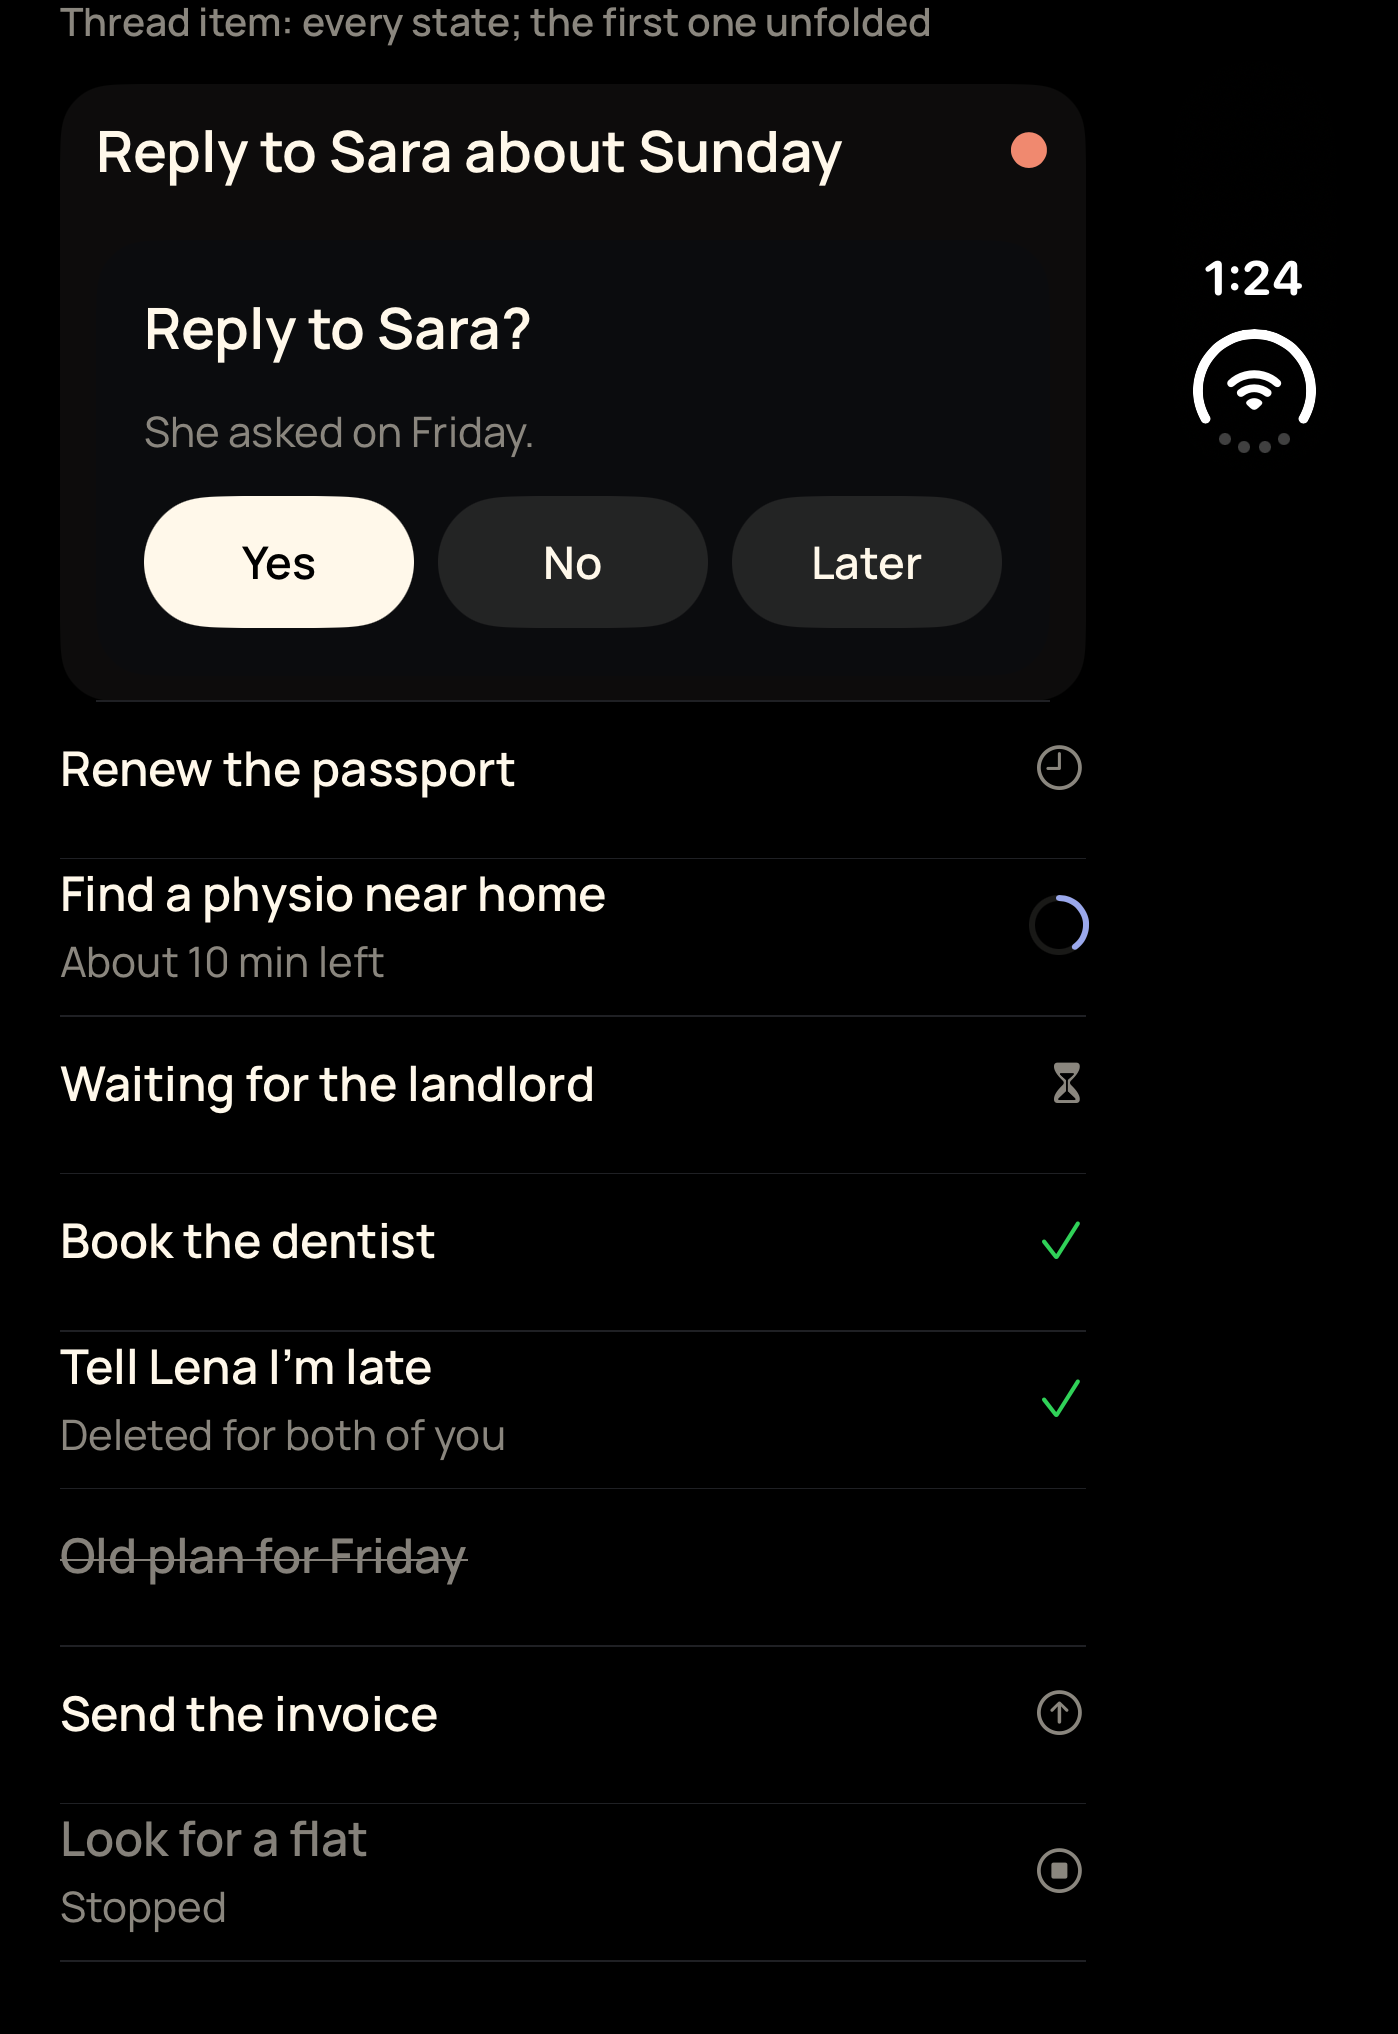 Thread item: every state; the first one unfolded
Reply to Sara about Sunday
1:24
Reply to Sara?
She asked on Friday.
Yes
No
Later
Renew the passport
Find a physio near home
About 10 min left
Waiting for the landlord
Book the dentist
Tell Lena I’m late
Deleted for both of you
Old plan for Friday
Send the invoice
Look for a flat
Stopped